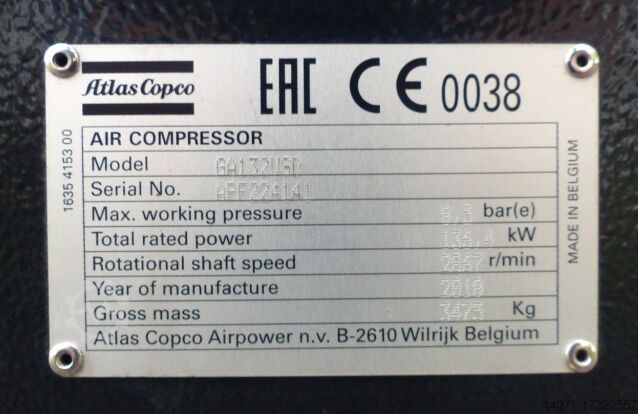 Atlas Copco
EAC CE 0038
1635 4153 00
AIR COMPRESSOR
Model
Serial No.
Max. working pressure bar(e)
Total rated power kW
Rotational shaft speed r/min
Year of manufacture 2018
Gross mass Kg
Atlas Copco Airpower n.v. B-2610 Wilrijk Belgium
MADE IN BELGIUM